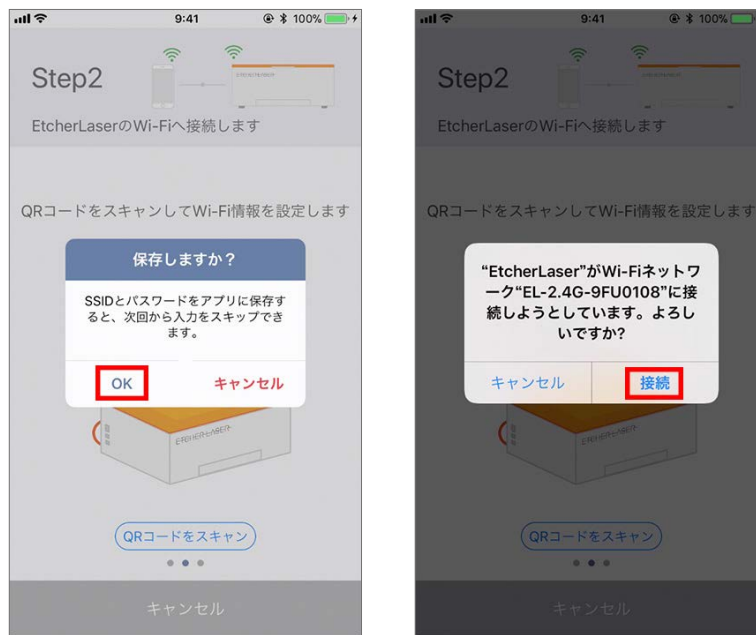 9:41
100%
Step2
EtcherLaserのWi-Fiへ接続します
QRコードをスキャンしてWi-Fi情報を設定します
保存しますか？
SSIDとパスワードをアプリに保存す
ると、次回から入力をスキップでき
ます。
OK
キャンセル
QRコードをスキャン
キャンセル
9:41
100%
Step2
EtcherLaserのWi-Fiへ接続します
QRコードをスキャンしてWi-Fi情報を設定します
“EtcherLaser”がWi-Fiネットワ
ーク“EL-2.4G-9FU0108”に接
続しようとしています。よろし
いですか?
キャンセル
接続
QRコードをスキャン
キャンセル